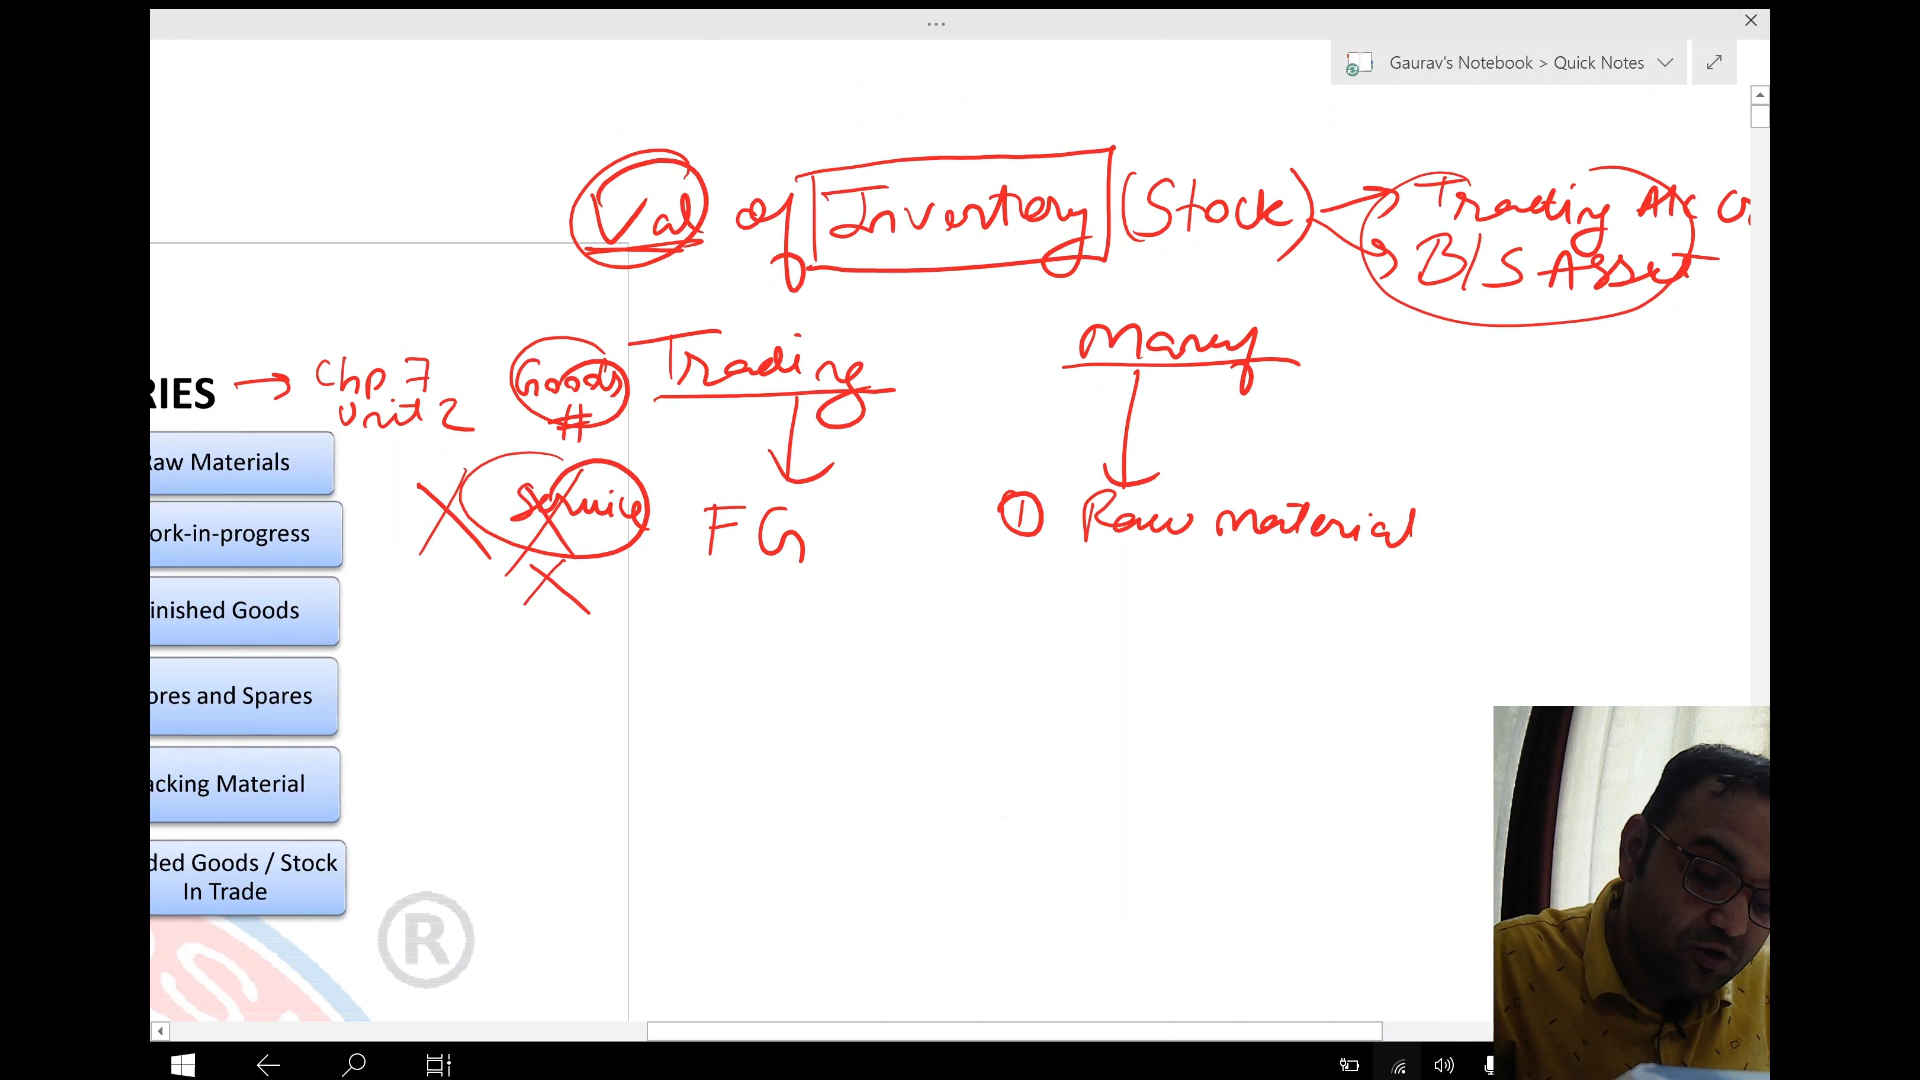 Gaurav's Notebook > Quick Notes
Val of Inventory (Stock) → Trading A/c
B/S Asset
RIES → Chp 7
Unit 2
Goods
#
Trading
Manuf
Raw Materials
ork-in-progress
Service
FG
① Raw material
inished Goods
ores and Spares
acking Material
ded Goods / Stock
In Trade
R